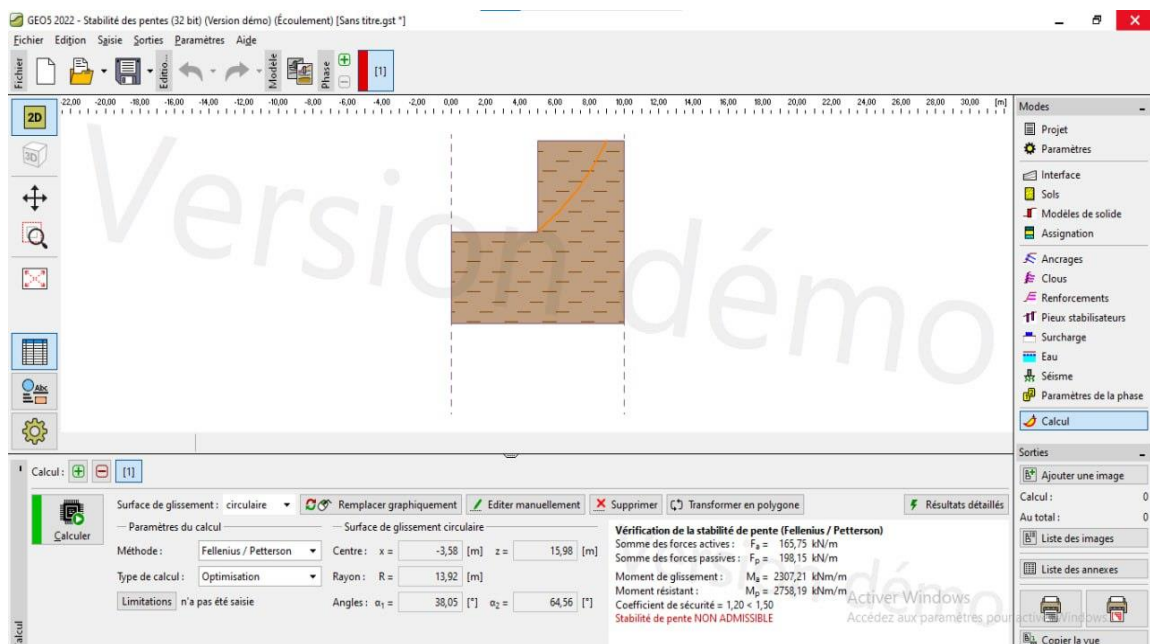 GEO5 2022 - Stabilité des pentes (32 bit) (Version démo) (Écoulement) [Sans titre.gst *]
Fichier Edition Saisie Sorties Paramètres Aide
Fichier
Editio...
Modèle
Phase
[1]
-22,00 -20,00 -18,00 -16,00 -14,00 -12,00 -10,00 -8,00 -6,00 -4,00 -2,00 0,00 2,00 4,00 6,00 8,00 10,00 12,00 14,00 16,00 18,00 20,00 22,00 24,00 26,00 28,00 30,00 [m]
2D
3D
Abc
Version démo
Modes
Projet
Paramètres
Interface
Sols
Modèles de solide
Assignation
Ancrages
Clous
Renforcements
Pieux stabilisateurs
Surcharge
Eau
Séisme
Paramètres de la phase
Calcul
Sorties
Ajouter une image
Calcul : 0
Au total : 0
Liste des images
Liste des annexes
Copier la vue
Calcul : [1]
Calculer
Surface de glissement : circulaire
Remplacer graphiquement
Editer manuellement
Supprimer
Transformer en polygone
Résultats détaillés
Paramètres du calcul
Méthode : Fellenius / Petterson
Type de calcul : Optimisation
Limitations n'a pas été saisie
Surface de glissement circulaire
Centre : x = -3,58 [m] z = 15,98 [m]
Rayon : R = 13,92 [m]
Angles : α1 = 38,05 [°] α2 = 64,56 [°]
Vérification de la stabilité de pente (Fellenius / Petterson)
Somme des forces actives : Fa = 165,75 kN/m
Somme des forces passives : Fp = 198,15 kN/m
Moment de glissement : Ma = 2307,21 kNm/m
Moment résistant : Mp = 2758,19 kNm/m
Coefficient de sécurité = 1,20 < 1,50
Stabilité de pente NON ADMISSIBLE
Activer Windows
Accédez aux paramètres pour activer Windows.
alcul